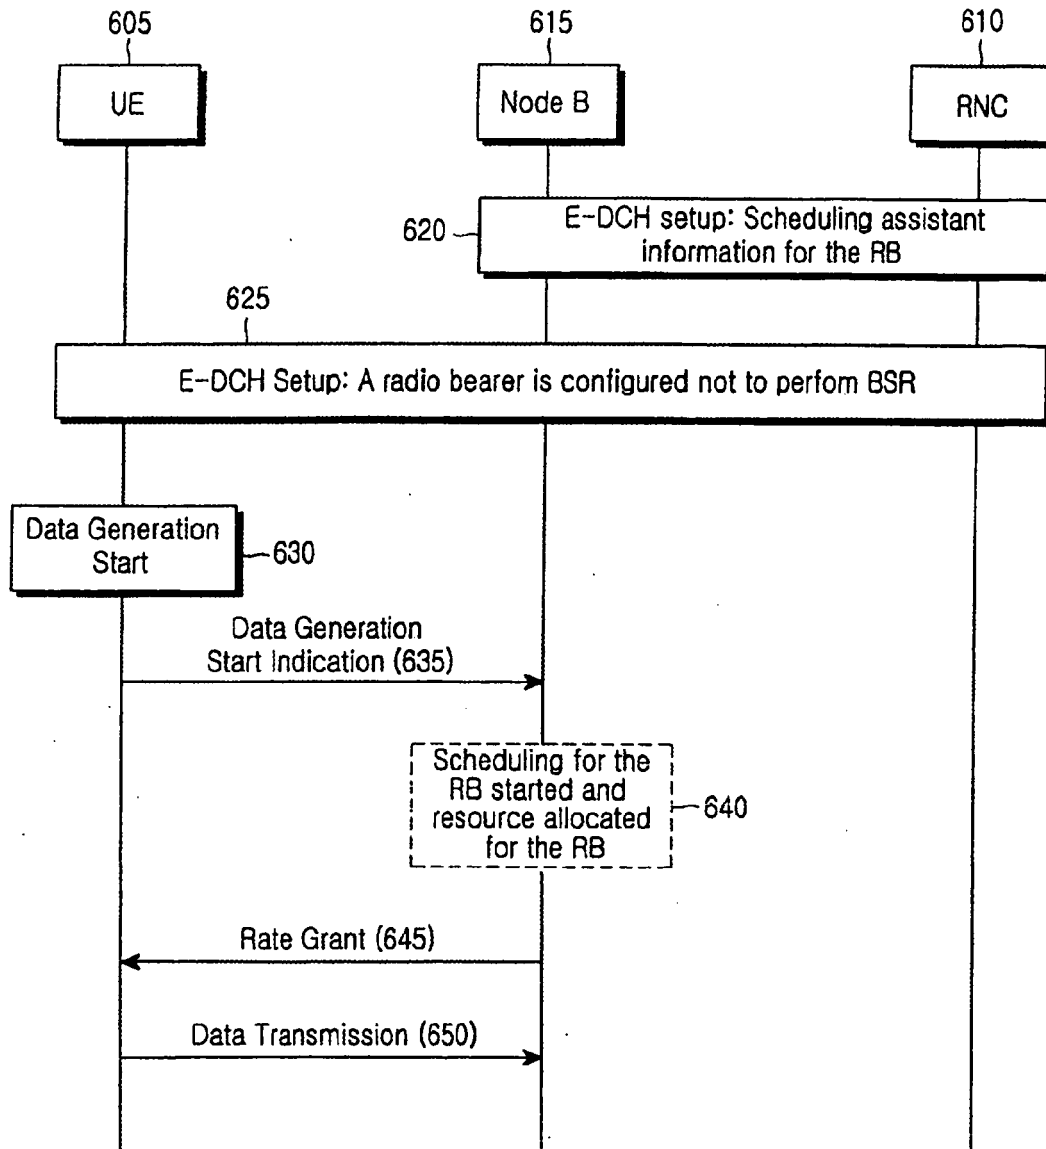 605
615
610
UE
Node B
RNC
620
E-DCH setup: Scheduling assistant
information for the RB
625
E-DCH Setup: A radio bearer is configured not to perfom BSR
Data Generation
Start
630
Data Generation
Start Indication (635)
Scheduling for the
RB started and
resource allocated
for the RB
640
Rate Grant (645)
Data Transmission (650)